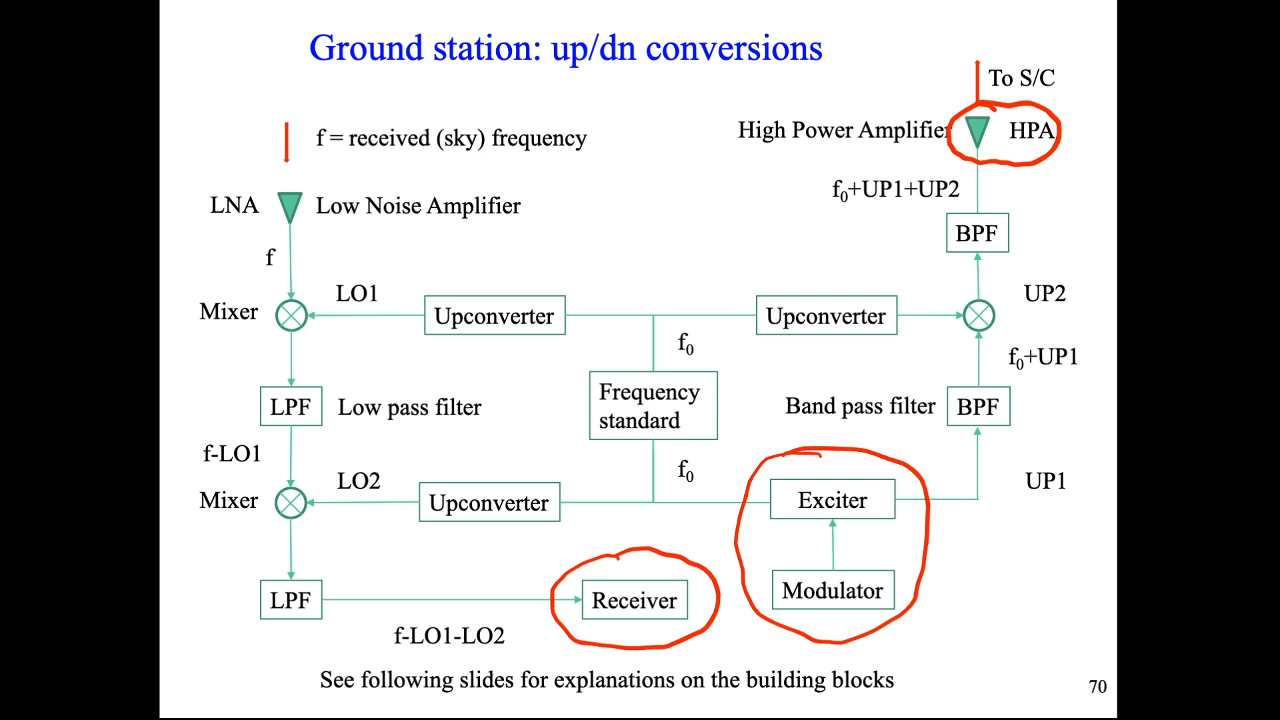 Ground station: up/dn conversions
To S/C
f = received (sky) frequency
High Power Amplifier
HPA
f₀+UP1+UP2
LNA
Low Noise Amplifier
BPF
f
LO1
UP2
Mixer
Upconverter
Upconverter
f₀
f₀+UP1
Frequency
standard
LPF
Low pass filter
Band pass filter
BPF
f-LO1
f₀
LO2
UP1
Mixer
Upconverter
Exciter
LPF
Receiver
Modulator
f-LO1-LO2
See following slides for explanations on the building blocks
70